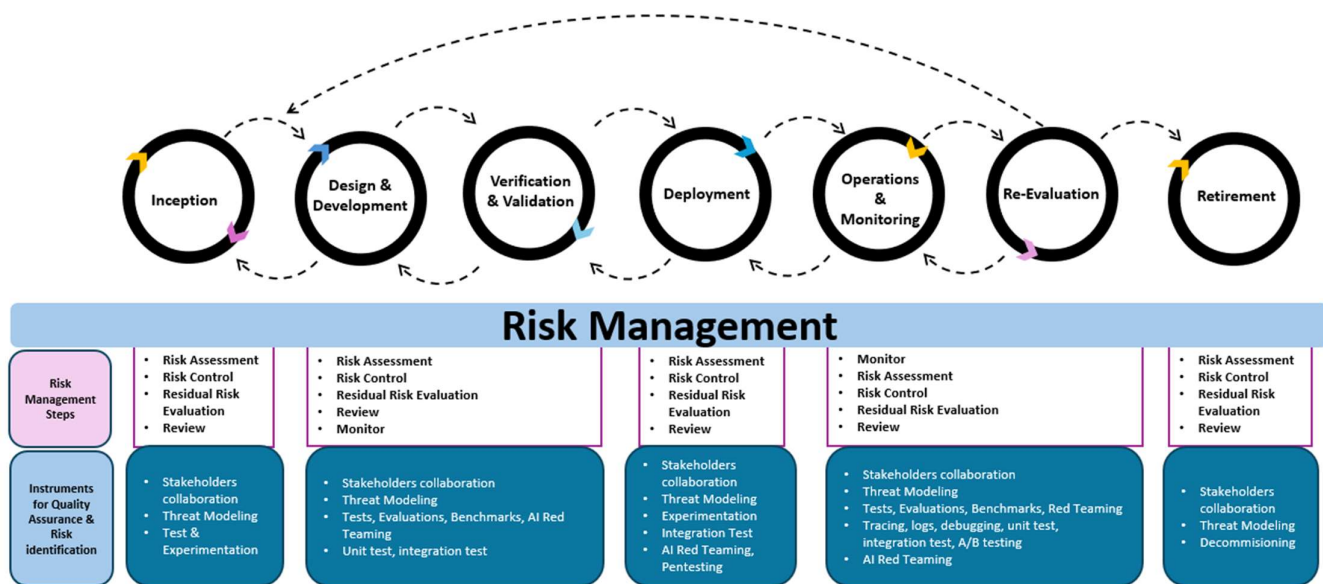 Inception
Design &
Development
Verification
& Validation
Deployment
Operations
&
Monitoring
Re-Evaluation
Retirement
Risk Management
Risk
Management
Steps
• Risk Assessment
• Risk Control
• Residual Risk
Evaluation
• Review
• Risk Assessment
• Risk Control
• Residual Risk Evaluation
• Review
• Monitor
• Risk Assessment
• Risk Control
• Residual Risk
Evaluation
• Review
• Monitor
• Risk Assessment
• Risk Control
• Residual Risk Evaluation
• Review
• Risk Assessment
• Risk Control
• Residual Risk
Evaluation
• Review
Instruments
for Quality
Assurance &
Risk
identification
• Stakeholders
collaboration
• Threat Modeling
• Test &
Experimentation
• Stakeholders collaboration
• Threat Modeling
• Tests, Evaluations, Benchmarks, AI Red
Teaming
• Unit test, integration test
• Stakeholders
collaboration
• Threat Modeling
• Experimentation
• Integration Test
• AI Red Teaming,
Pentesting
• Stakeholders collaboration
• Threat Modeling
• Tests, Evaluations, Benchmarks, Red Teaming
• Tracing, logs, debugging, unit test,
integration test, A/B testing
• AI Red Teaming
• Stakeholders
collaboration
• Threat Modeling
• Decommisioning